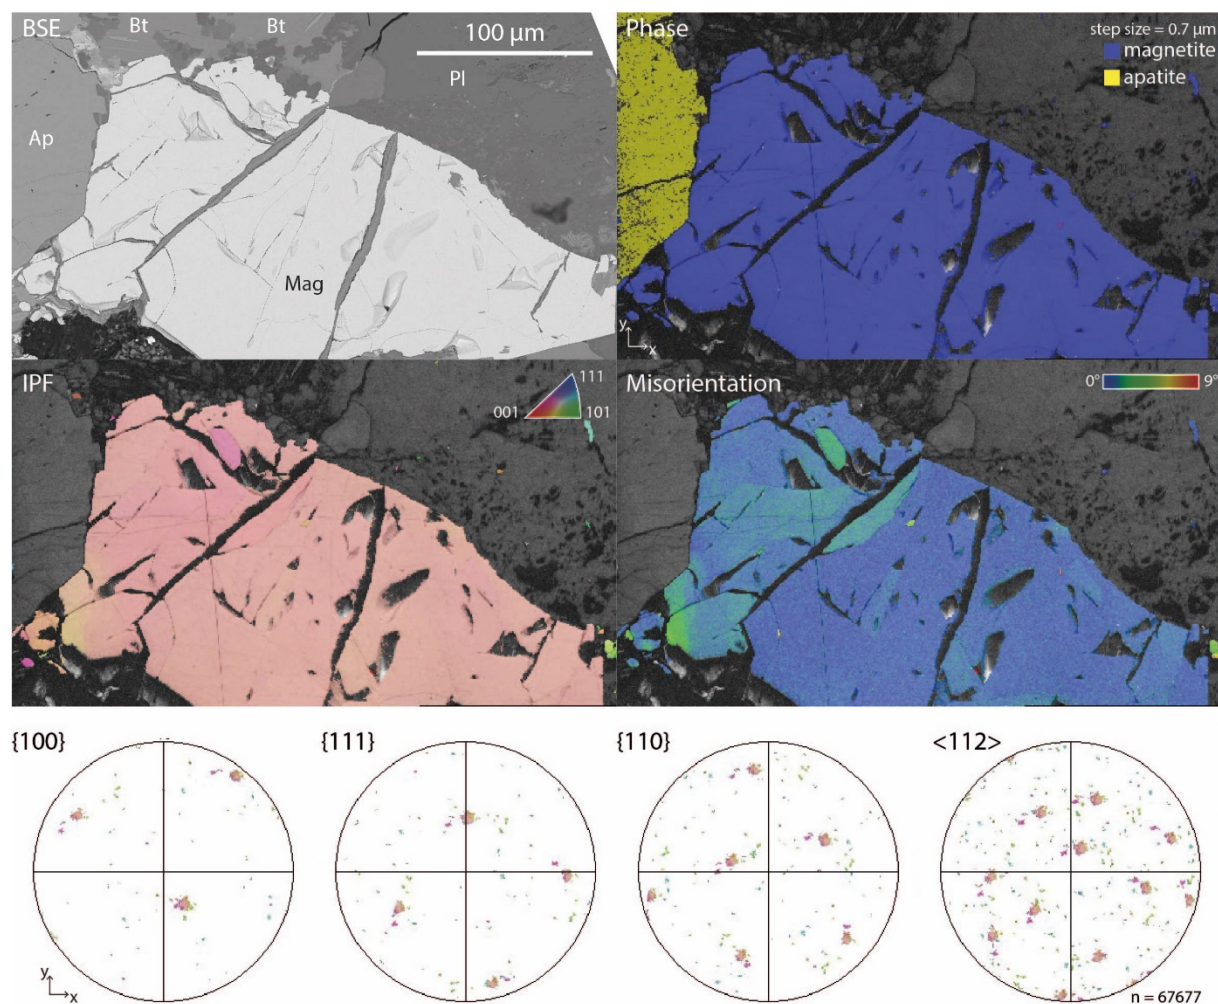 BSE
Bt
Bt
100 µm
Pl
Ap
Mag
Phase
step size = 0.7 µm
magnetite
apatite
y
x
IPF
111
001
101
Misorientation
0°
9°
{100}
{111}
{110}
<112>
y
x
n = 67677